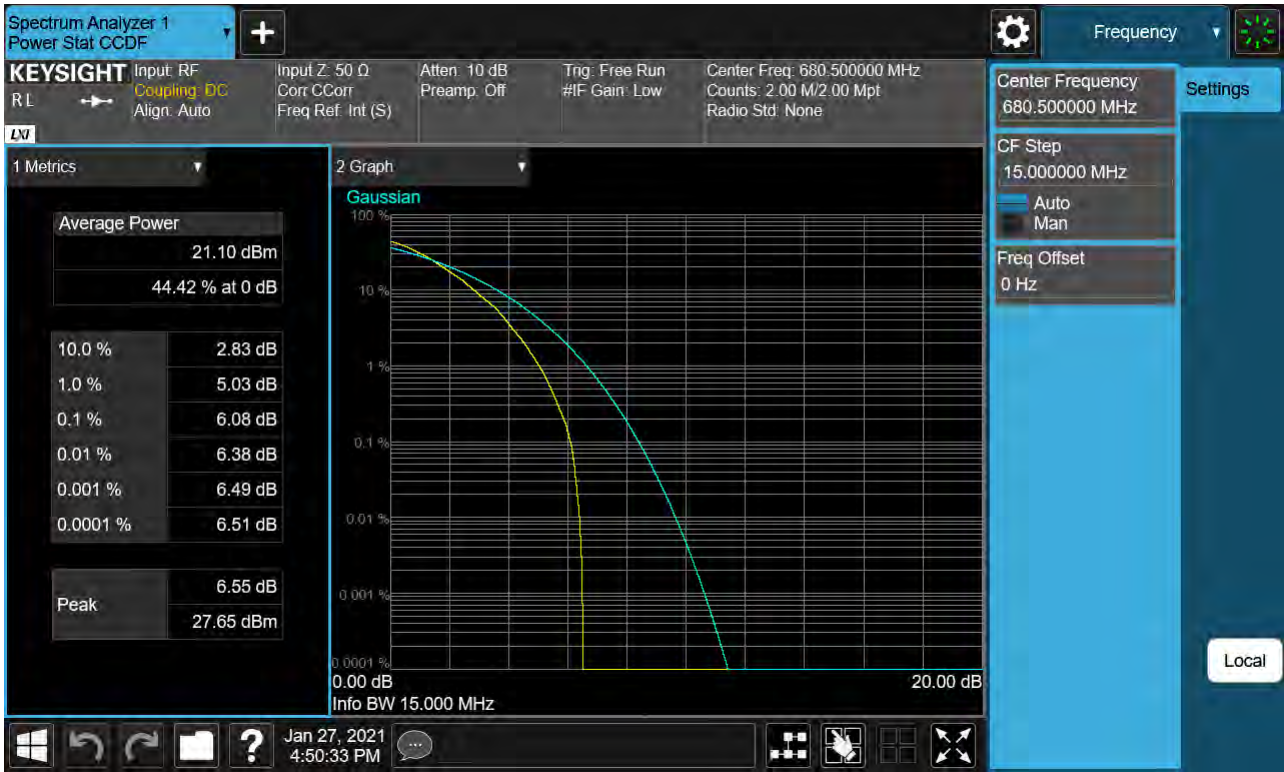 Spectrum Analyzer 1
Power Stat CCDF
+
Frequency
KEYSIGHT
R L
LXI
Input: RF
Coupling: DC
Align: Auto
Input Z: 50 Ω
Corr CCorr
Freq Ref: Int (S)
Atten: 10 dB
Preamp: Off
Trig: Free Run
#IF Gain: Low
Center Freq: 680.500000 MHz
Counts: 2.00 M/2.00 Mpt
Radio Std: None
Center Frequency
680.500000 MHz
Settings
CF Step
15.000000 MHz
Auto
Man
Freq Offset
0 Hz
1 Metrics
Average Power
21.10 dBm
44.42 % at 0 dB
10.0 % 2.83 dB
1.0 % 5.03 dB
0.1 % 6.08 dB
0.01 % 6.38 dB
0.001 % 6.49 dB
0.0001 % 6.51 dB
Peak
6.55 dB
27.65 dBm
2 Graph
Gaussian
100 %
10 %
1 %
0.1 %
0.01 %
0.001 %
0.0001 %
0.00 dB 20.00 dB
Info BW 15.000 MHz
Local
?
Jan 27, 2021
4:50:33 PM